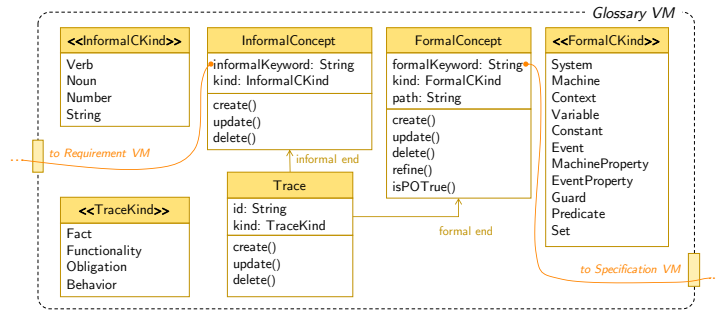 Glossary VM
<<InformalCKind>>
Verb
Noun
Number
String
InformalConcept
informalKeyword: String
kind: InformalCKind
create()
update()
delete()
FormalConcept
formalKeyword: String
kind: FormalCKind
path: String
create()
update()
delete()
refine()
isPOTrue()
<<FormalCKind>>
System
Machine
Context
Variable
Constant
Event
MachineProperty
EventProperty
Guard
Predicate
Set
to Requirement VM
informal end
<<TraceKind>>
Fact
Functionality
Obligation
Behavior
Trace
id: String
kind: TraceKind
create()
update()
delete()
formal end
to Specification VM